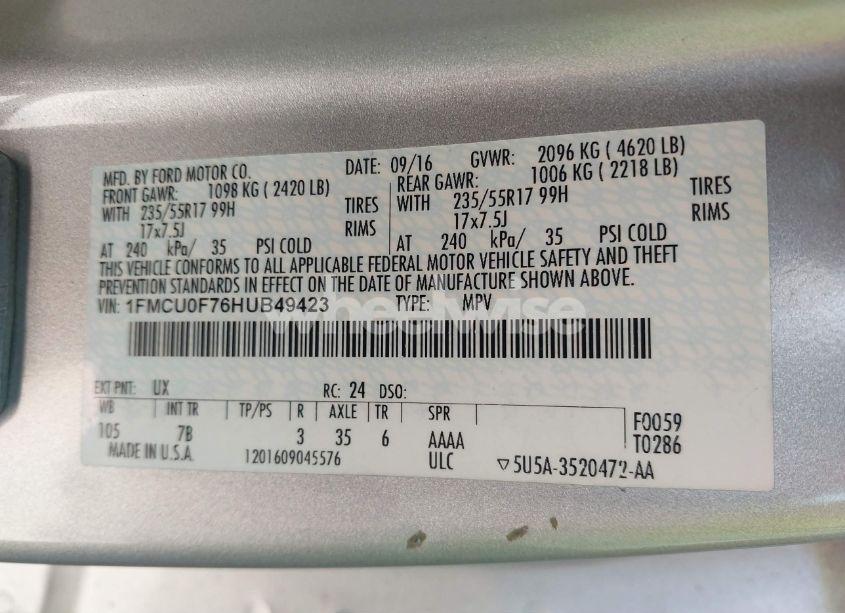 MFD. BY FORD MOTOR CO. DATE: 09/16 GVWR: 2096 KG ( 4620 LB)
FRONT GAWR: 1098 KG ( 2420 LB) REAR GAWR: 1006 KG ( 2218 LB)
WITH 235/55R17 99H TIRES WITH 235/55R17 99H TIRES
17x7.5J RIMS 17x7.5J RIMS
AT 240 kPa/ 35 PSI COLD AT 240 kPa/ 35 PSI COLD
THIS VEHICLE CONFORMS TO ALL APPLICABLE FEDERAL MOTOR VEHICLE SAFETY AND THEFT
PREVENTION STANDARDS IN EFFECT ON THE DATE OF MANUFACTURE SHOWN ABOVE.
VIN: 1FMCU0F76HUB49423 TYPE: MPV
wheelwise
EXT PNT: UX RC: 24 DSO:
WB INT TR TP/PS R AXLE TR SPR F0059
105 7B 3 35 6 AAAA T0286
MADE IN U.S.A. 1201609045576 ULC 5U5A-3520472-AA